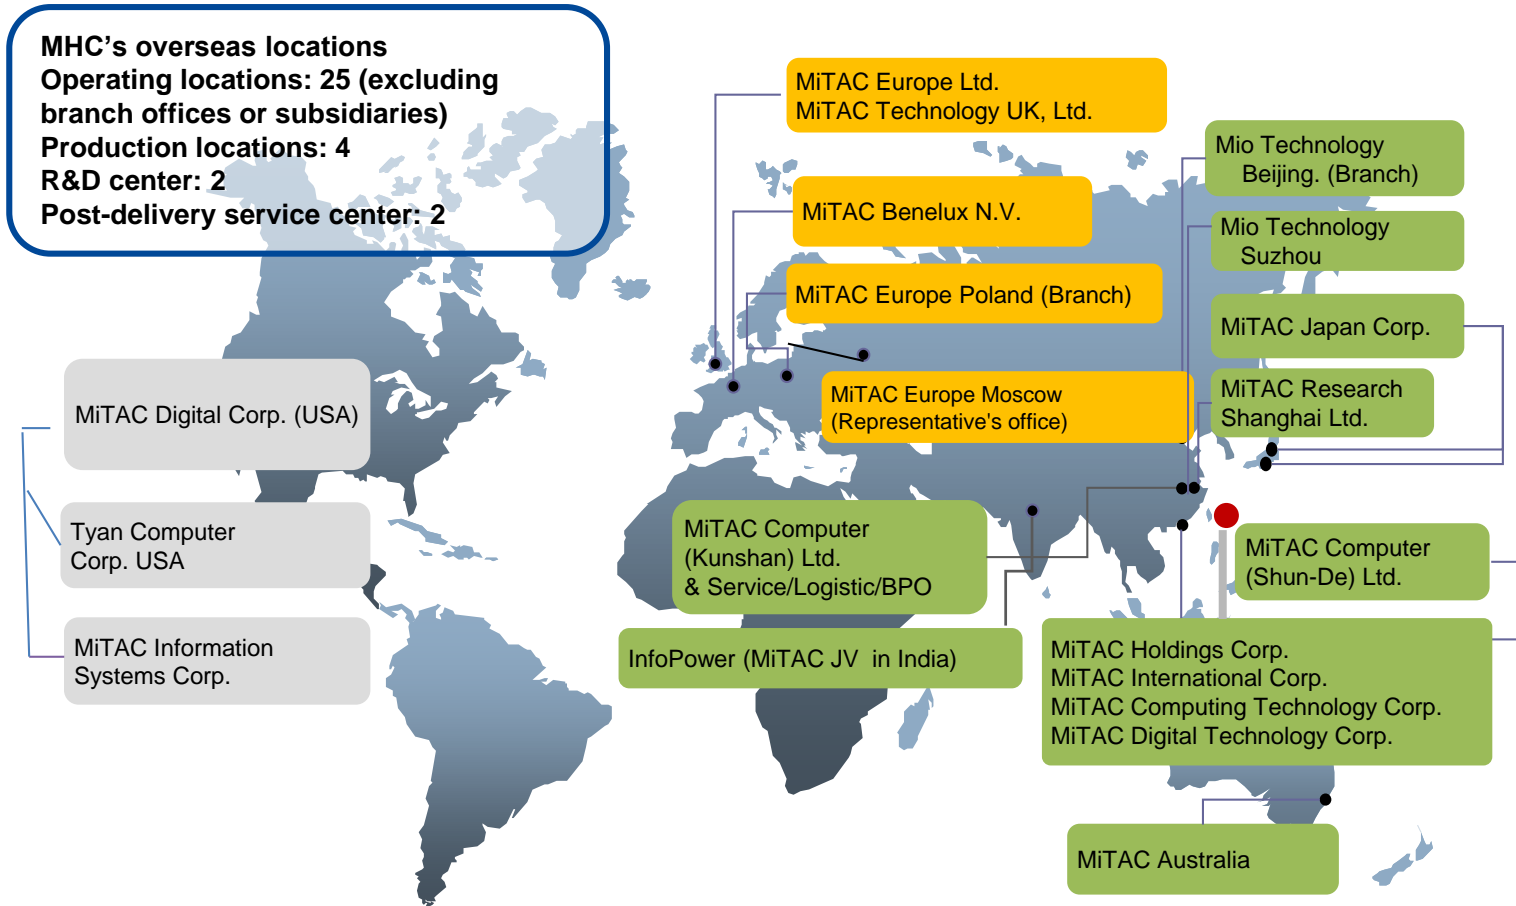 MHC’s overseas locations
Operating locations: 25 (excluding
branch offices or subsidiaries)
Production locations: 4
R&D center: 2
Post-delivery service center: 2
MiTAC Europe Ltd.
MiTAC Technology UK, Ltd.
MiTAC Benelux N.V.
MiTAC Europe Poland (Branch)
MiTAC Europe Moscow
(Representative's office)
Mio Technology
Beijing. (Branch)
Mio Technology
Suzhou
MiTAC Japan Corp.
MiTAC Research
Shanghai Ltd.
MiTAC Digital Corp. (USA)
Tyan Computer
Corp. USA
MiTAC Information
Systems Corp.
MiTAC Computer
(Kunshan) Ltd.
& Service/Logistic/BPO
InfoPower (MiTAC JV  in India)
MiTAC Computer
(Shun-De) Ltd.
MiTAC Holdings Corp.
MiTAC International Corp.
MiTAC Computing Technology Corp.
MiTAC Digital Technology Corp.
MiTAC Australia